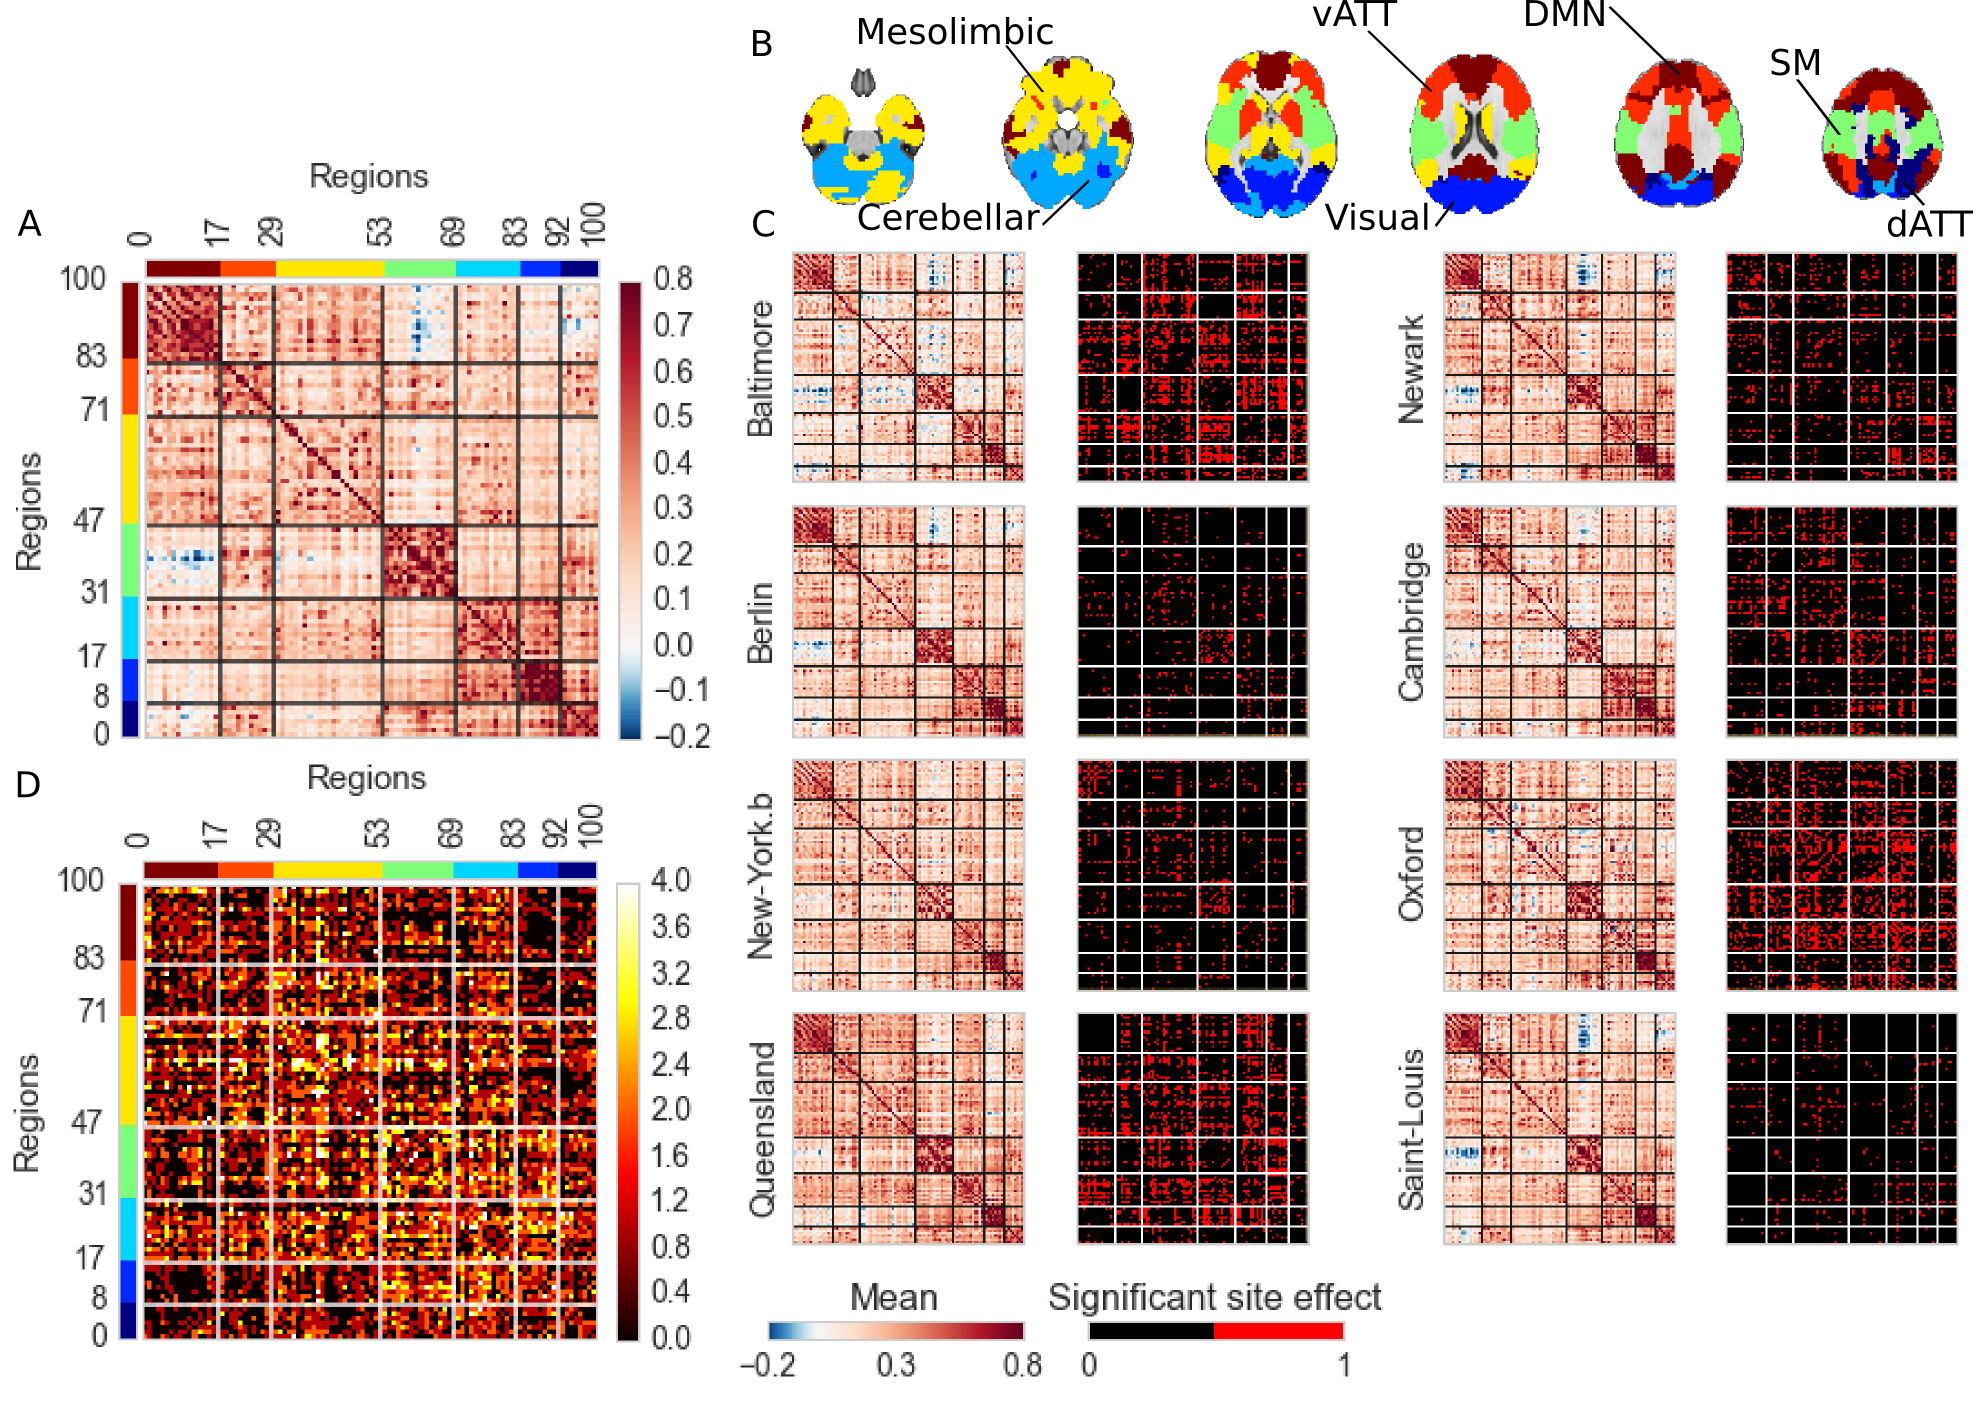 A
Regions
0 17 29 53 69 83 92 100
Regions
100
83
71
47
31
17
8
0
0.8
0.7
0.6
0.5
0.4
0.3
0.2
0.1
0.0
−0.1
−0.2
B
Mesolimbic
vATT
DMN
SM
Cerebellar
Visual
dATT
C
Baltimore
Newark
Berlin
Cambridge
New-York.b
Oxford
Queensland
Saint-Louis
Mean
−0.2 0.3 0.8
Significant site effect
0 1
D
Regions
0 17 29 53 69 83 92 100
Regions
100
83
71
47
31
17
8
0
4.0
3.6
3.2
2.8
2.4
2.0
1.6
1.2
0.8
0.4
0.0